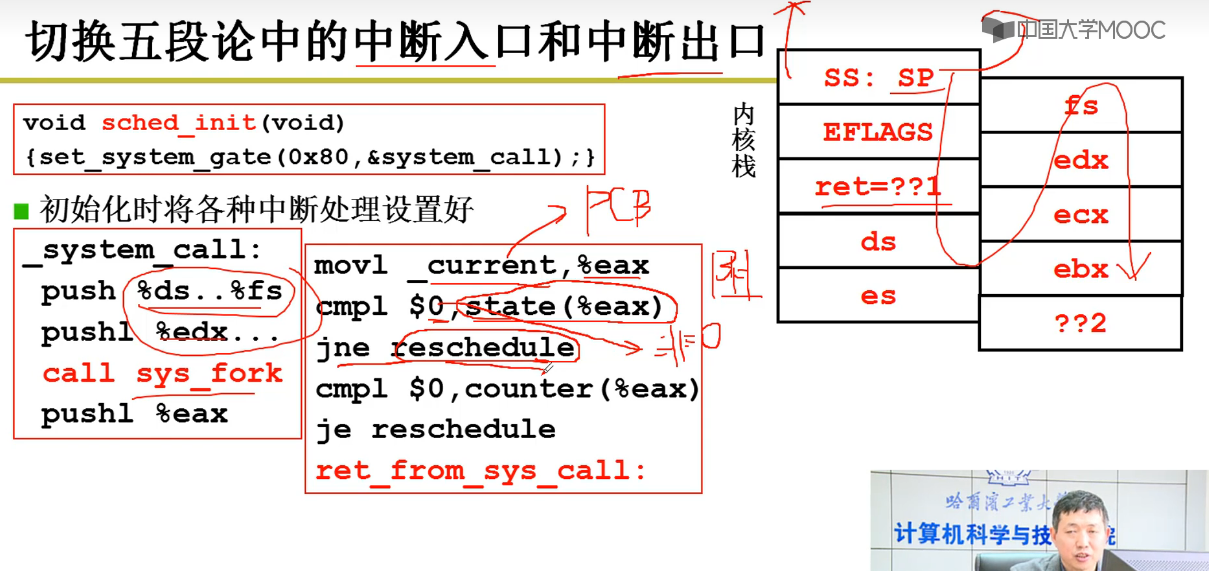 切换五段论中的中断入口和中断出口
中国大学MOOC
void sched_init(void)
{set_system_gate(0x80,&system_call);}
初始化时将各种中断处理设置好
_system_call:
push %ds..%fs
pushl %edx...
call sys_fork
pushl %eax
PCB
movl _current,%eax
cmpl $0,state(%eax)
jne reschedule
cmpl $0,counter(%eax)
je reschedule
ret_from_sys_call:
非0
内核栈
SS: SP
EFLAGS
ret=??1
ds
es
fs
edx
ecx
ebx
??2
哈尔滨工业大
计算机科学与技
院